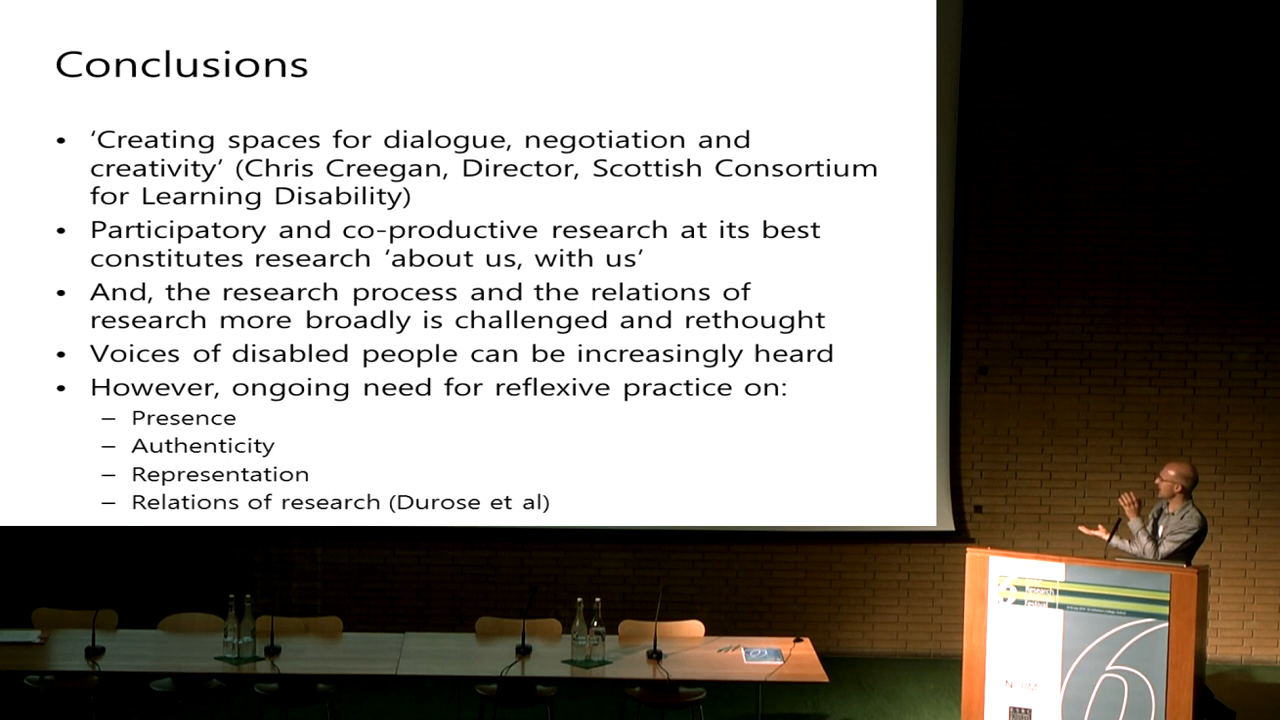 Conclusions
• ‘Creating spaces for dialogue, negotiation and
creativity’ (Chris Creegan, Director, Scottish Consortium
for Learning Disability)
• Participatory and co-productive research at its best
constitutes research ‘about us, with us’
• And, the research process and the relations of
research more broadly is challenged and rethought
• Voices of disabled people can be increasingly heard
• However, ongoing need for reflexive practice on:
– Presence
– Authenticity
– Representation
– Relations of research (Durose et al)
6
Research
6